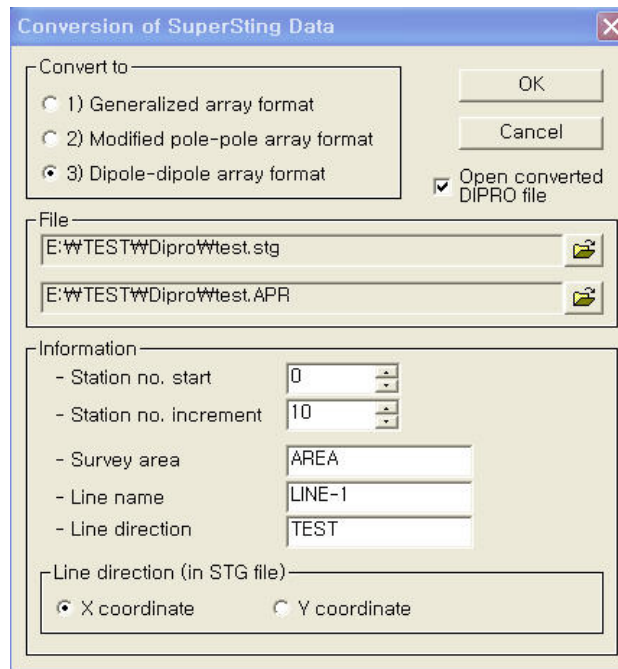 Conversion of SuperSting Data
Convert to
1) Generalized array format
2) Modified pole-pole array format
3) Dipole-dipole array format
OK
Cancel
Open converted
DIPRO file
File
E:₩TEST₩Dipro₩test.stg
E:₩TEST₩Dipro₩test.APR
Information
- Station no. start 0
- Station no. increment 10
- Survey area AREA
- Line name LINE-1
- Line direction TEST
Line direction (in STG file)
X coordinate Y coordinate